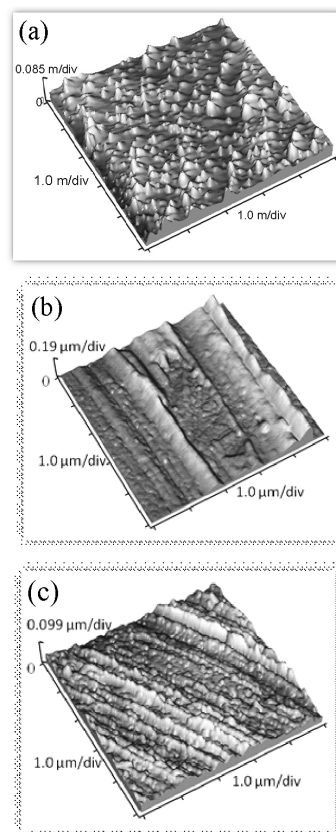 (a)
0.085 m/div
0
1.0 m/div
1.0 m/div
(b)
0.19 µm/div
0
1.0 µm/div
1.0 µm/div
(c)
0.099 µm/div
0
1.0 µm/div
1.0 µm/div